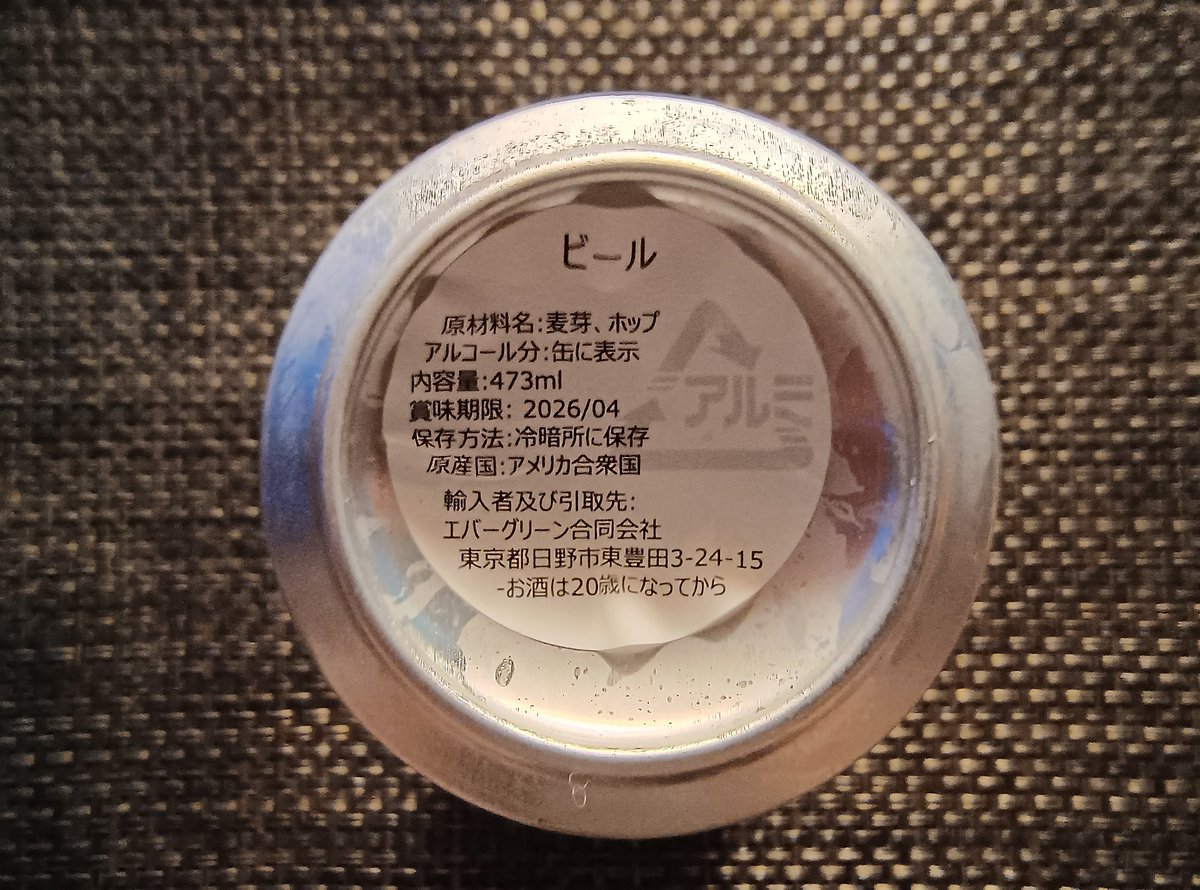 ビール
原材料名:麦芽、ホップ
アルコール分:缶に表示
内容量:473ml
賞味期限: 2026/04
保存方法:冷暗所に保存
原産国:アメリカ合衆国
アルミ
輸入者及び引取先:
エバーグリーン合同会社
東京都日野市東豊田3-24-15
-お酒は20歳になってから